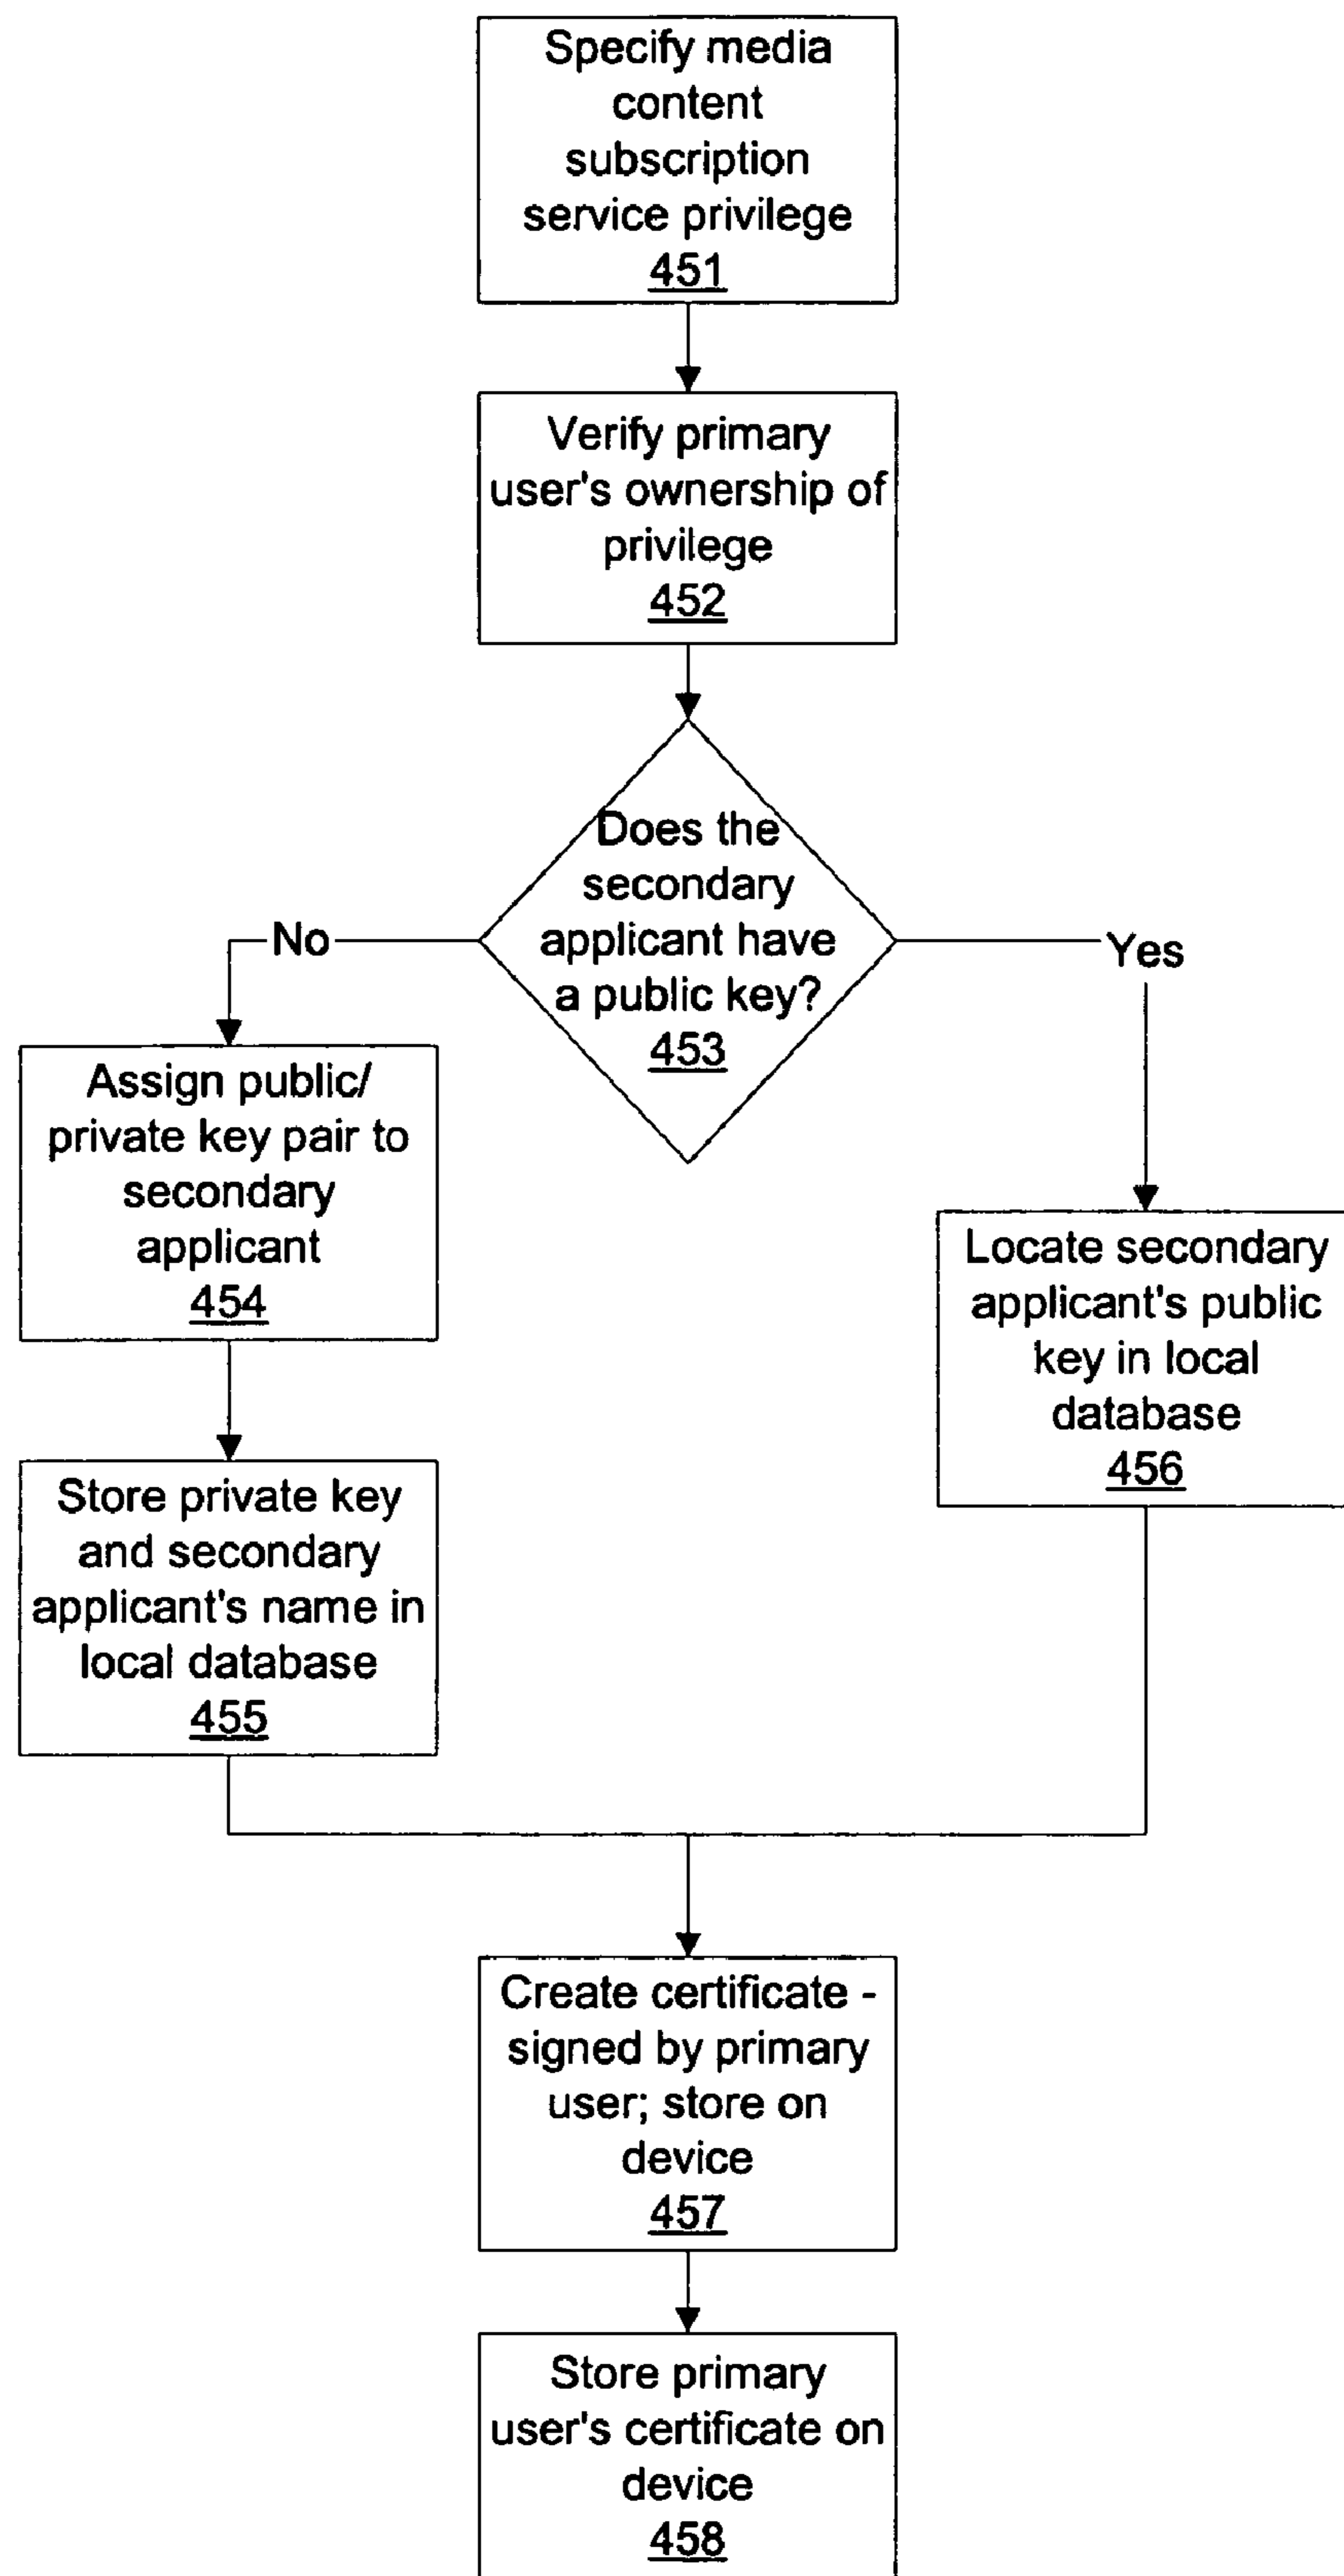 Specify media
content
subscription
service privilege
451
Verify primary
user's ownership of
privilege
452
Does the
secondary
applicant have
a public key?
453
No
Yes
Assign public/
private key pair to
secondary
applicant
454
Store private key
and secondary
applicant's name in
local database
455
Locate secondary
applicant's public
key in local
database
456
Create certificate -
signed by primary
user; store on
device
457
Store primary
user's certificate on
device
458